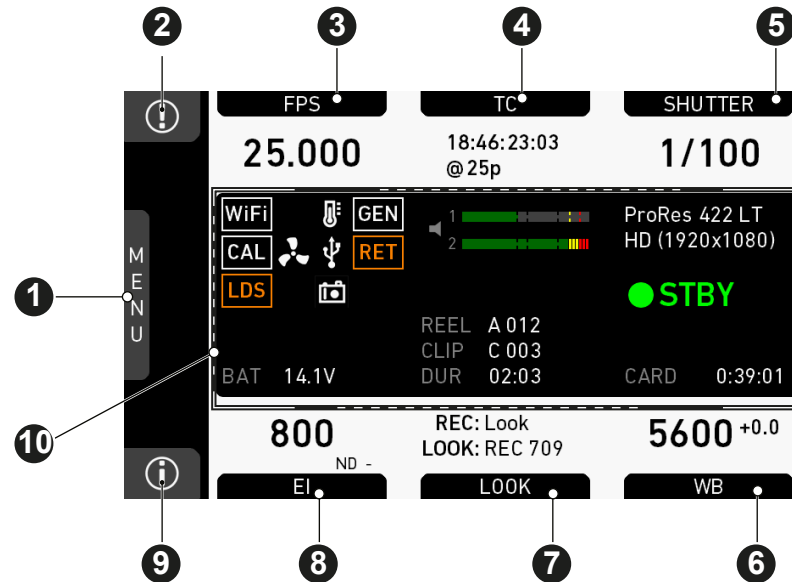 2
3
4
5
FPS
TC
SHUTTER
25.000
18:46:23:03
@ 25p
1/100
WiFi
GEN
CAL
RET
LDS
1
2
ProRes 422 LT
HD (1920x1080)
STBY
MENU
1
REEL A 012
CLIP C 003
DUR 02:03
BAT 14.1V
CARD 0:39:01
10
800
ND -
REC: Look
LOOK: REC 709
5600 +0.0
EI
LOOK
WB
9
8
7
6